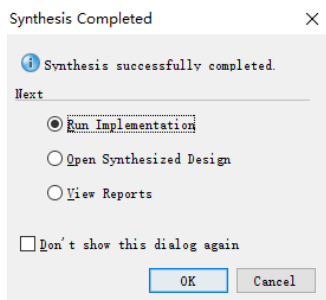 Synthesis Completed
Synthesis successfully completed.
Next
Run Implementation
Open Synthesized Design
View Reports
Don't show this dialog again
OK
Cancel